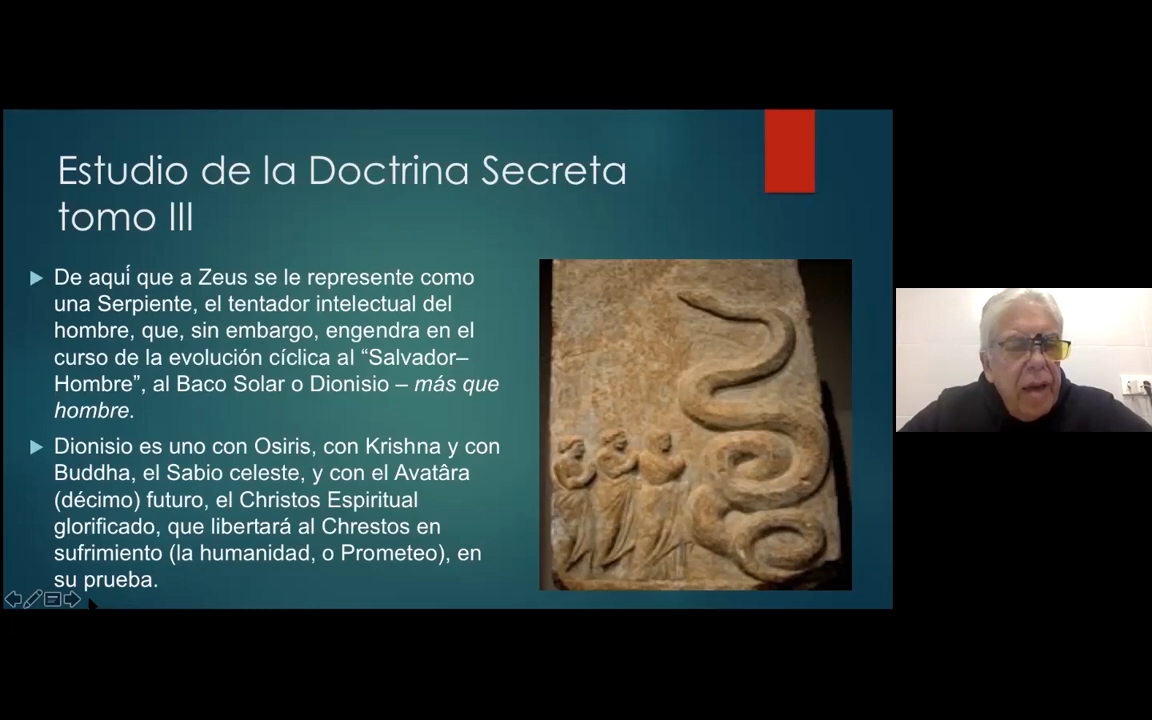 Estudio de la Doctrina Secreta
tomo III
De aquí que a Zeus se le represente como
una Serpiente, el tentador intelectual del
hombre, que, sin embargo, engendra en el
curso de la evolución cíclica al “Salvador–
Hombre”, al Baco Solar o Dionisio – más que
hombre.
Dionisio es uno con Osiris, con Krishna y con
Buddha, el Sabio celeste, y con el Avatâra
(décimo) futuro, el Christos Espiritual
glorificado, que libertará al Chrestos en
sufrimiento (la humanidad, o Prometeo), en
su prueba.